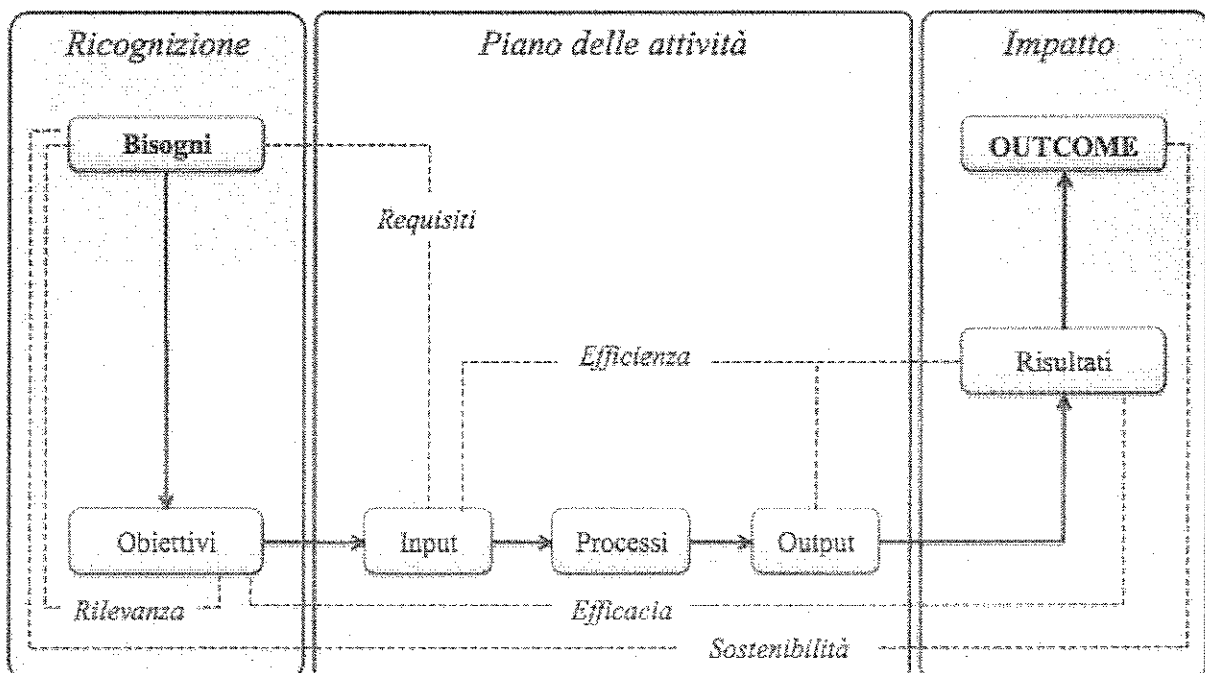 Ricognizione
Piano delle attività
Impatto
Bisogni
OUTCOME
Requisiti
Efficienza
Risultati
Obiettivi
Input
Processi
Output
Rilevanza
Efficacia
Sostenibilità